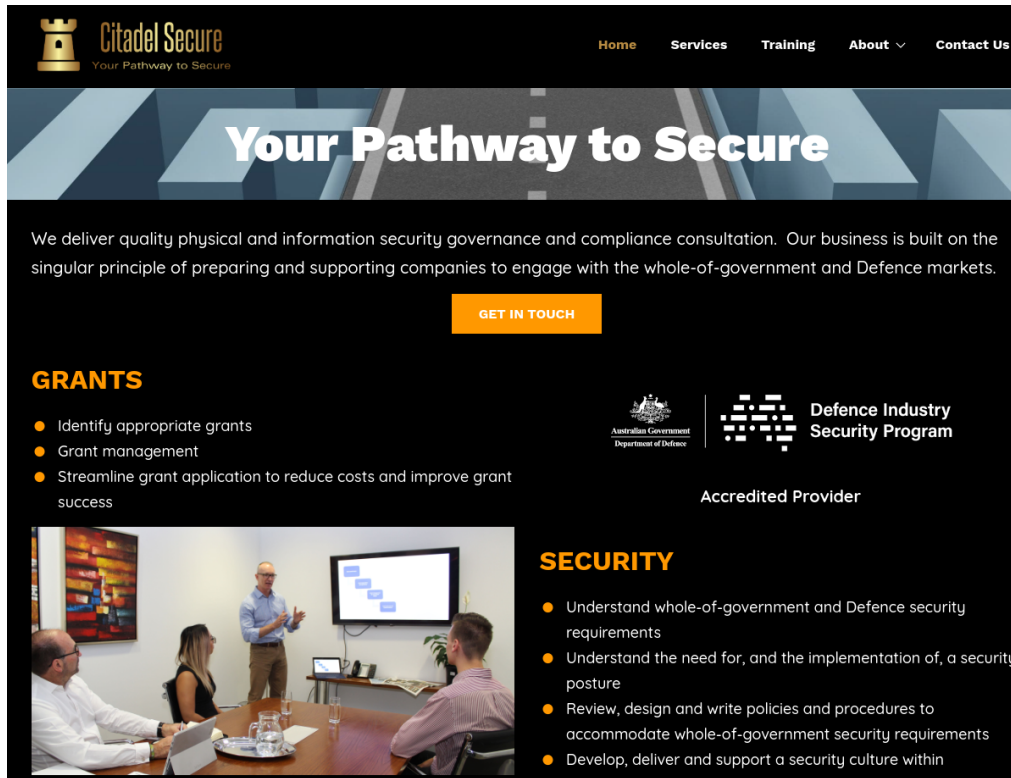 Citadel Secure
Your Pathway to Secure
Home
Services
Training
About
Contact Us
Your Pathway to Secure
We deliver quality physical and information security governance and compliance consultation.  Our business is built on the
singular principle of preparing and supporting companies to engage with the whole-of-government and Defence markets.
GET IN TOUCH
GRANTS
Identify appropriate grants
Grant management
Streamline grant application to reduce costs and improve grant
success
Australian Government
Department of Defence
Defence Industry
Security Program
Accredited Provider
SECURITY
Understand whole-of-government and Defence security
requirements
Understand the need for, and the implementation of, a security
posture
Review, design and write policies and procedures to
accommodate whole-of-government security requirements
Develop, deliver and support a security culture within